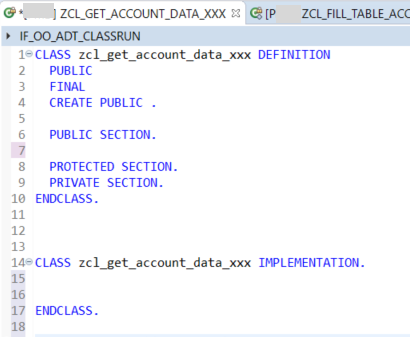 *[ ] ZCL_GET_ACCOUNT_DATA_XXX [P ZCL_FILL_TABLE_ACC
IF_OO_ADT_CLASSRUN
1 CLASS zcl_get_account_data_xxx DEFINITION
2 PUBLIC
3 FINAL
4 CREATE PUBLIC .
5
6 PUBLIC SECTION.
7
8 PROTECTED SECTION.
9 PRIVATE SECTION.
10 ENDCLASS.
11
12
13
14 CLASS zcl_get_account_data_xxx IMPLEMENTATION.
15
16
17 ENDCLASS.
18